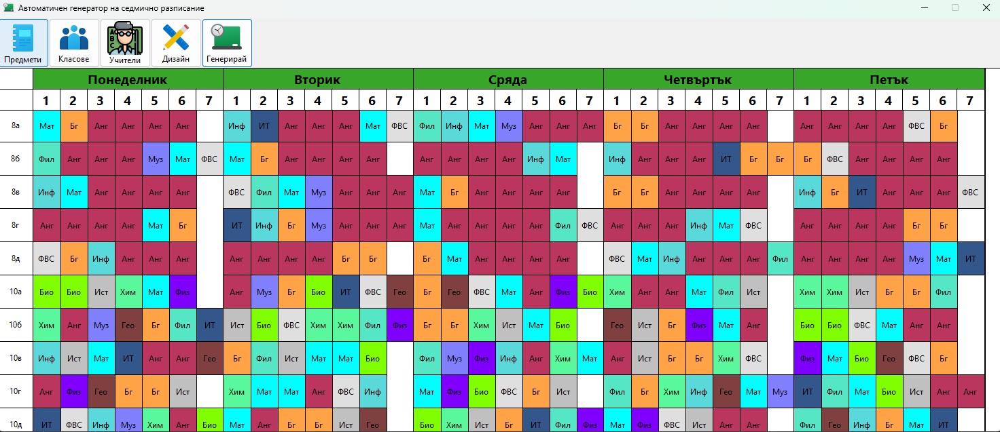 Автоматичен генератор на седмично разписание
Предмети Класове Учители Дизайн Генерирай
Понеделник Вторик Сряда Четвъртък Петък
1 2 3 4 5 6 7 1 2 3 4 5 6 7 1 2 3 4 5 6 7 1 2 3 4 5 6 7 1 2 3 4 5 6 7
8а Мат Бг Анг Анг Анг Анг Инф ИТ Анг Анг Анг Мат ФВС Фил Инф Мат Муз Анг Анг Анг Бг Бг Анг Анг Анг Анг Анг Анг Анг Анг ФВС Бг
8б Фил Анг Анг Анг Муз Мат ФВС Мат Бг Анг Анг Анг Анг Анг Анг Анг Анг Инф Мат Инф Анг Анг Анг ИТ Бг Бг Бг ФВС Анг Анг Анг Анг
8в Инф Мат Анг Анг Анг Анг ФВС Фил Мат Муз Анг Анг Анг Мат Бг Анг Анг Анг Анг Бг Бг Анг Анг Анг Анг Инф Бг ИТ Анг Анг Анг ФВС
8г Анг Анг Анг Анг Мат Бг ИТ Инф Бг Муз Анг Анг Анг Мат Анг Анг Анг Анг Фил ФВС Анг Анг Анг Инф Мат ФВС Анг Анг Анг Анг Бг Бг
8д ФВС Бг Инф Анг Анг Анг Анг Анг Анг Анг Бг Бг Бг Мат Анг Анг Анг Анг ФВС Мат Инф Анг Анг Анг Фил Анг Анг Анг Анг Муз Мат ИТ
10а Био Био Ист Хим Мат Физ Анг Муз Бг Био ИТ ФВС Гео Бг Гео ФВС Мат Анг Физ Био Хим Анг Анг Мат Фил Ист Хим Хим Ист Бг Бг Фил
10б Хим Анг Муз Гео Бг Фил ИТ Ист Био ФВС Хим Хим Фил Физ Бг Бг Хим Ист Мат Био Гео Ист Бг Физ Мат Анг Био Био ФВС Мат Анг Анг
10в Инф Ист Мат ИТ Анг Анг Гео Бг Фил Ист Мат Мат Био Фил Муз Физ Инф Анг Хим Мат Анг Ист Бг Бг Хим ФВС Физ Мат Био Гео ФВС Бг
10г Анг Физ Гео Бг Бг Ист Хим Мат Мат Анг ФВС Инф Мат Физ Био ФВС Бг Ист Фил Бг Хим Инф Гео Мат Муз ИТ Фил Мат Био Ист Анг Анг
10д ИТ ФВС Инф Муз Хим Анг Био Мат Анг Бг Бг Ист Гео Био Хим Ист Бг ИТ Фил Физ Мат Физ ФВС Ист Анг Анг Фил Гео Инф Бг Мат ИТ